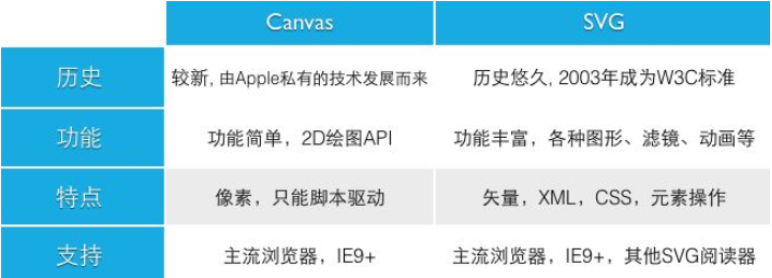 Canvas SVG
历史 较新, 由Apple私有的技术发展而来 历史悠久, 2003年成为W3C标准
功能 功能简单，2D绘图API 功能丰富，各种图形、滤镜、动画等
特点 像素，只能脚本驱动 矢量，XML，CSS，元素操作
支持 主流浏览器，IE9+ 主流浏览器，IE9+，其他SVG阅读器